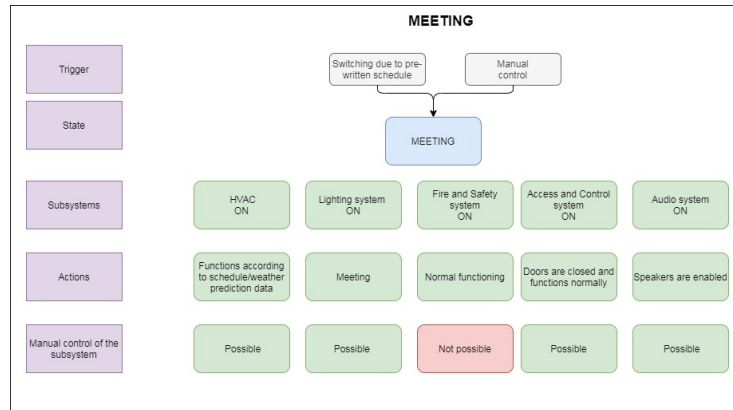 MEETING
Trigger
Switching due to pre-
written schedule
Manual
control
State
MEETING
Subsystems
HVAC
ON
Lighting system
ON
Fire and Safety
system
ON
Access and Control
system
ON
Audio system
ON
Actions
Functions according
to schedule/weather
prediction data
Meeting
Normal functioning
Doors are closed and
functions normally
Speakers are enabled
Manual control of the
subsystem
Possible
Possible
Not possible
Possible
Possible